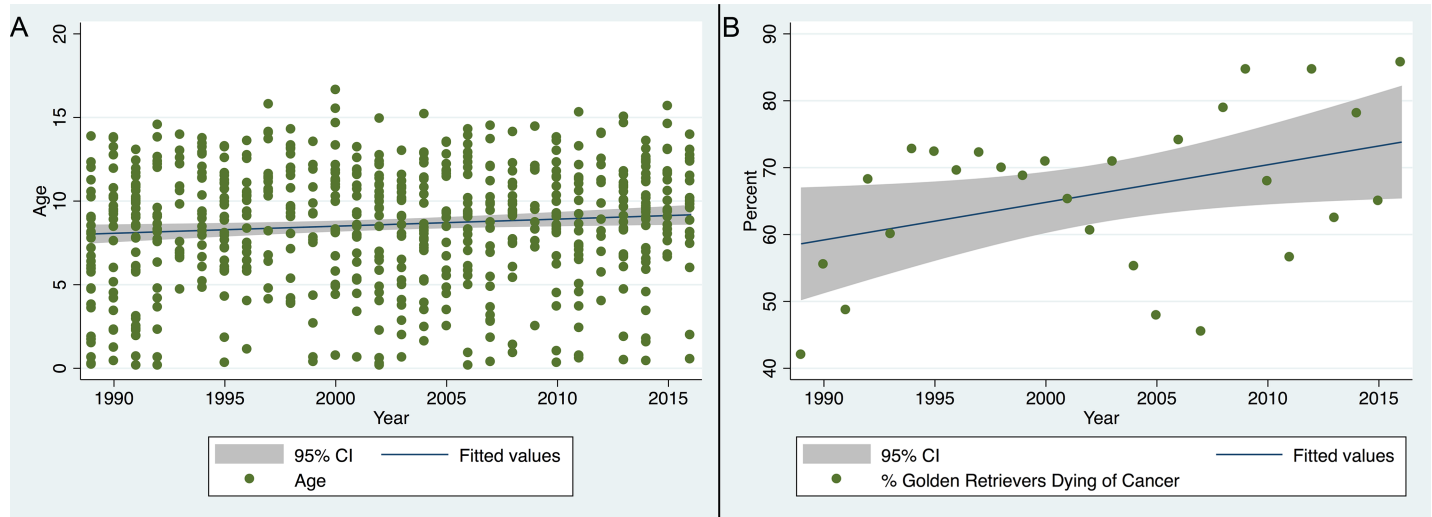 A
20
15
10
5
0
Age
1990 1995 2000 2005 2010 2015
Year
95% CI Fitted values
Age
B
90
80
70
60
50
40
Percent
1990 1995 2000 2005 2010 2015
Year
95% CI Fitted values
% Golden Retrievers Dying of Cancer